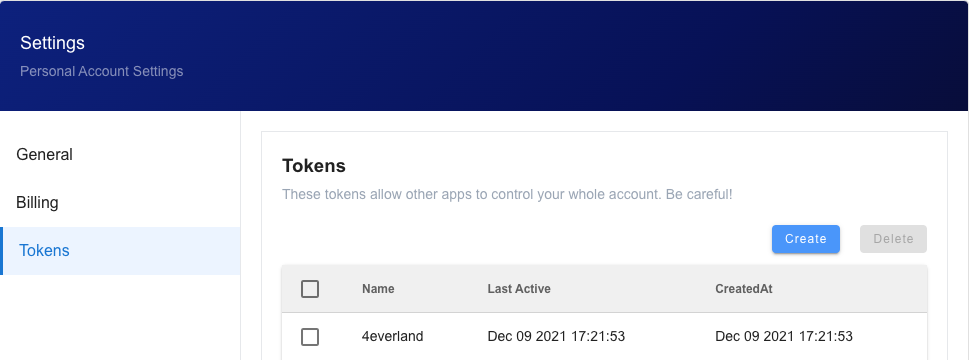 Settings
Personal Account Settings
General
Billing
Tokens
Tokens
These tokens allow other apps to control your whole account. Be careful!
Create Delete
Name Last Active CreatedAt
4everland Dec 09 2021 17:21:53 Dec 09 2021 17:21:53